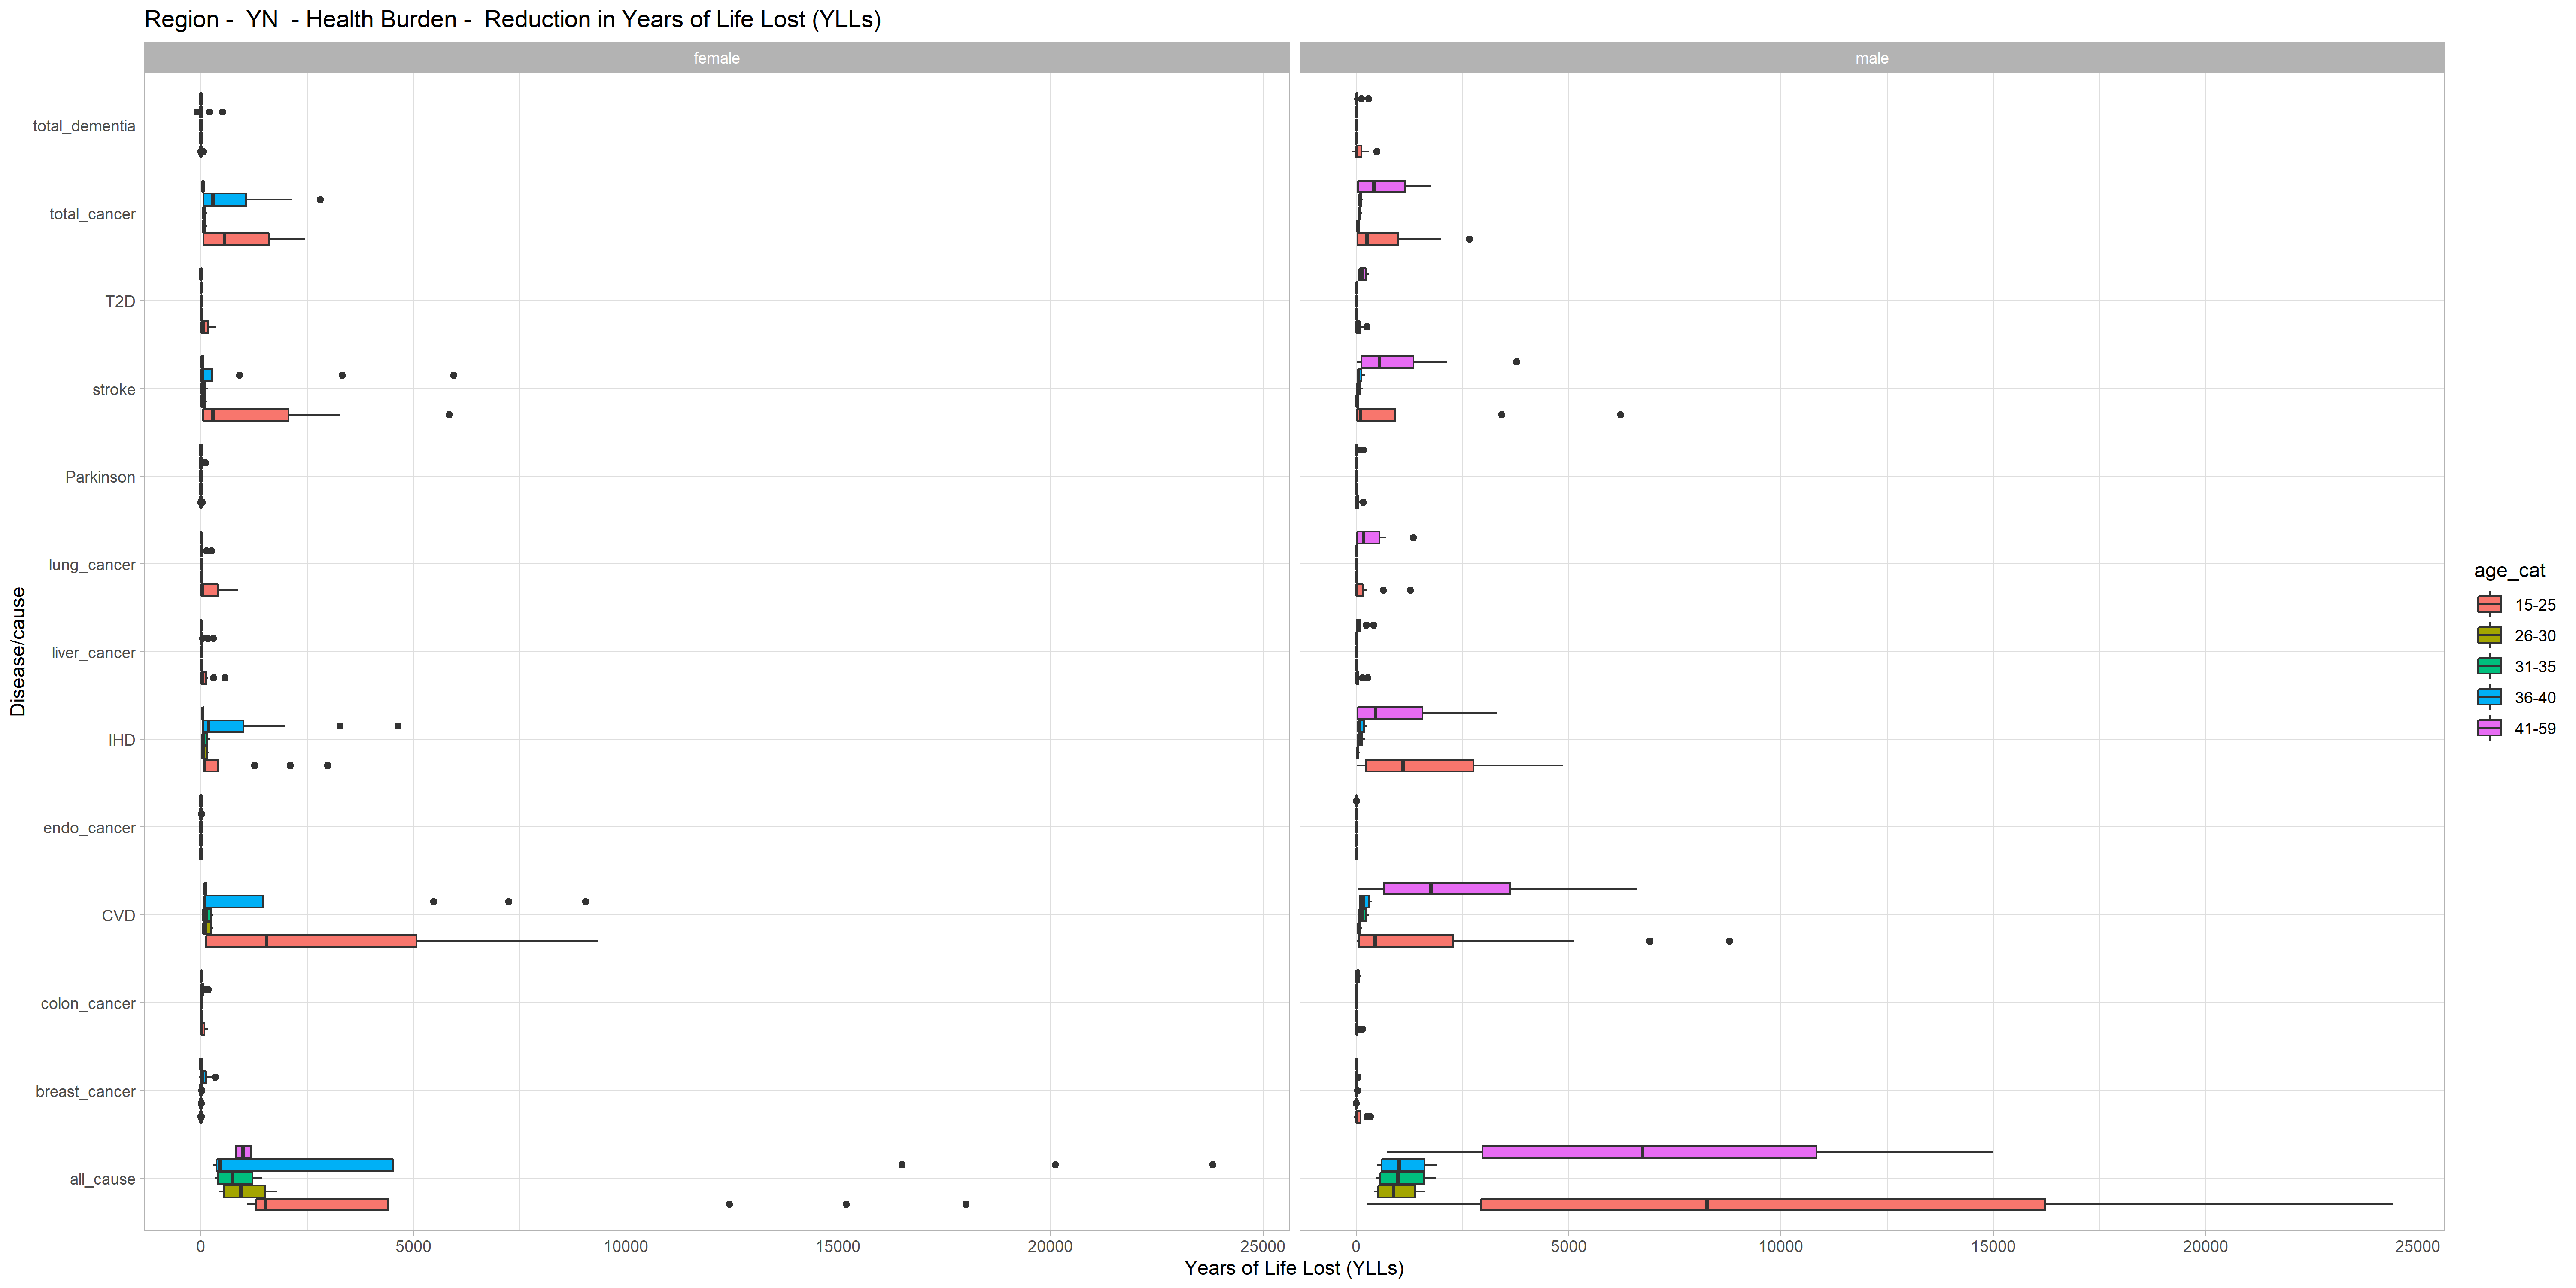 Region -  YN  - Health Burden -  Reduction in Years of Life Lost (YLLs)
female
male
total_dementia
total_cancer
T2D
stroke
Parkinson
lung_cancer
liver_cancer
IHD
endo_cancer
CVD
colon_cancer
breast_cancer
all_cause
Disease/cause
0 5000 10000 15000 20000 25000
0 5000 10000 15000 20000 25000
Years of Life Lost (YLLs)
age_cat
15-25
26-30
31-35
36-40
41-59